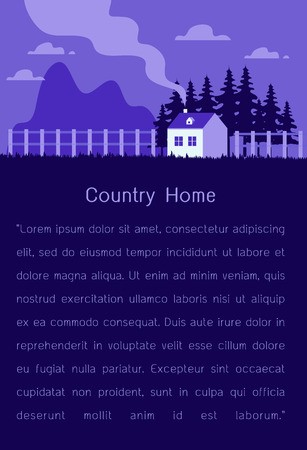 Country Home
"Lorem ipsum dolor sit amet, consectetur
adipiscing elit, sed do eiusmod tempor
incididunt ut labore et dolore magna
aliqua. Ut enim ad minim veniam, quis
nostrud exercitation ullamco laboris nisi ut
aliquip ex ea commodo consequat. Duis
aute irure dolor in reprehenderit in
voluptate velit esse cillum dolore eu
fugiat nulla pariatur. Excepteur sint
occaecat cupidatat non proident, sunt in
culpa qui officia deserunt mollit anim id
est laborum."